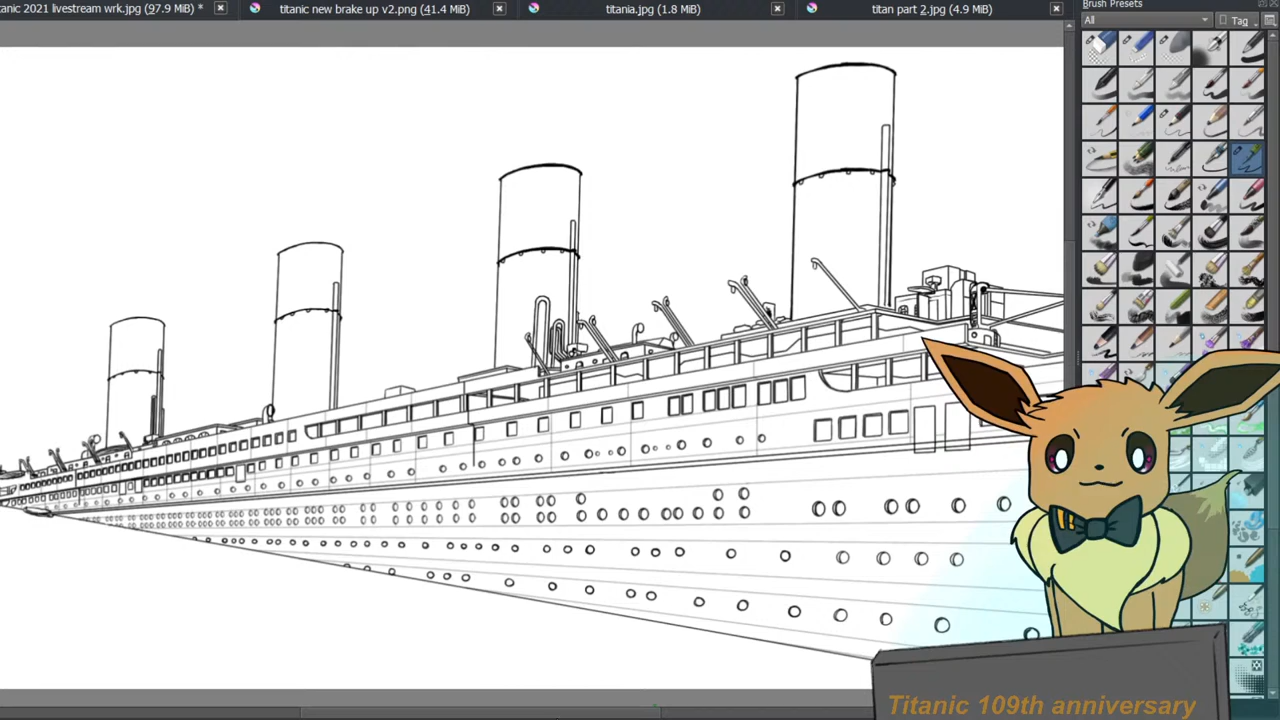 tanic 2021 livestream wrk.jpg (97.9 MiB) *
titanic new brake up v2.png (41.4 MiB)
titania.jpg (1.8 MiB)
titan part 2.jpg (4.9 MiB)
Brush Presets
All
Tag
Titanic 109th anniversary